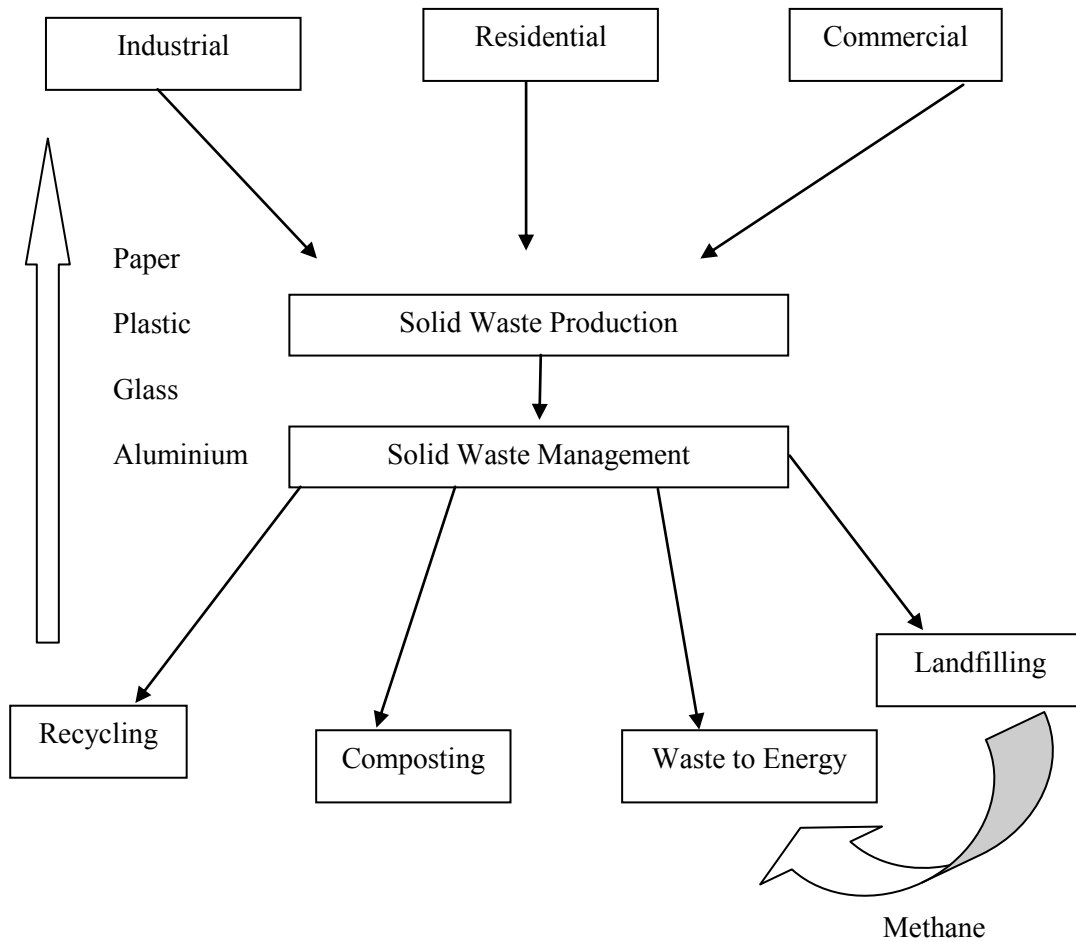 Industrial
Residential
Commercial
Paper
Plastic
Glass
Aluminium
Solid Waste Production
Solid Waste Management
Recycling
Composting
Waste to Energy
Landfilling
Methane